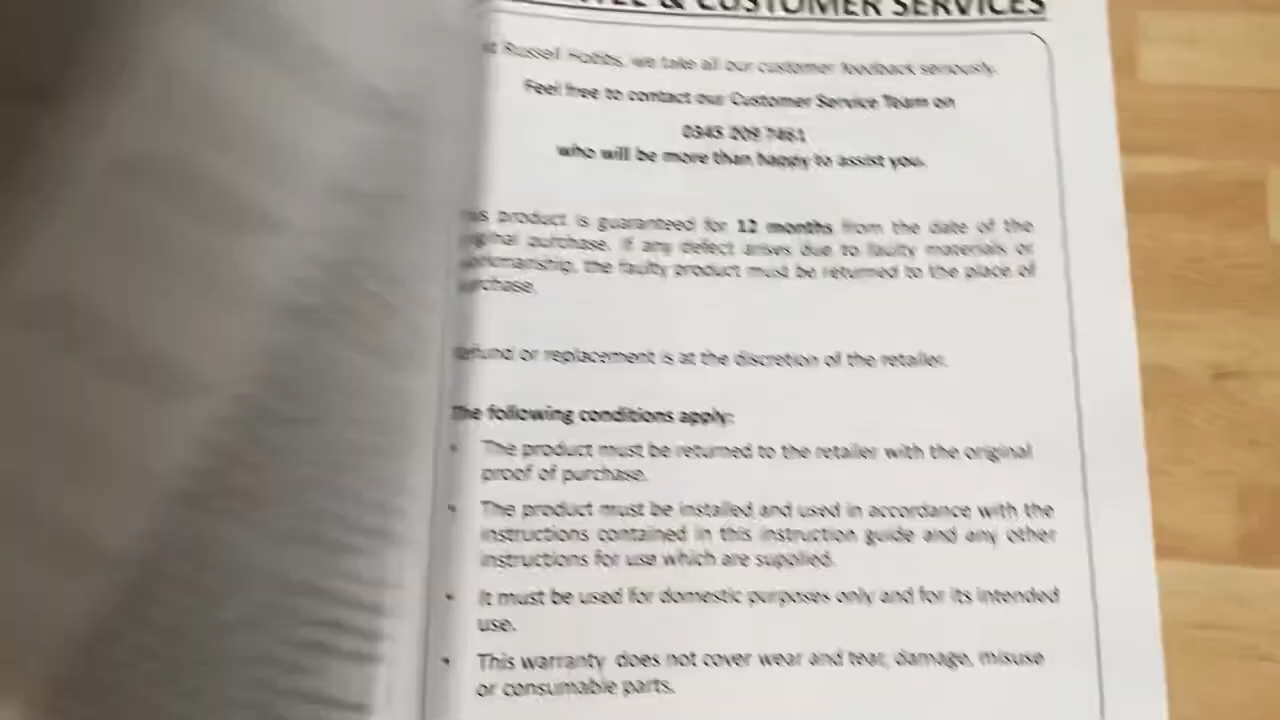 & CUSTOMER SERVICES
Russell Hobbs, we take all our customer feedback seriously.
Feel free to contact our Customer Service Team on
0345 209 7461
who will be more than happy to assist you.
product is guaranteed for 12 months from the date of the
purchase. If any defect arises due to faulty materials or
the faulty product must be returned to the place of
or replacement is at the discretion of the retailer.
The following conditions apply:
• The product must be returned to the retailer with the original
proof of purchase.
• The product must be installed and used in accordance with the
instructions contained in this instruction guide and any other
instructions for use which are supplied.
• It must be used for domestic purposes only and for its intended
use.
• This warranty does not cover wear and tear, damage, misuse
or consumable parts.